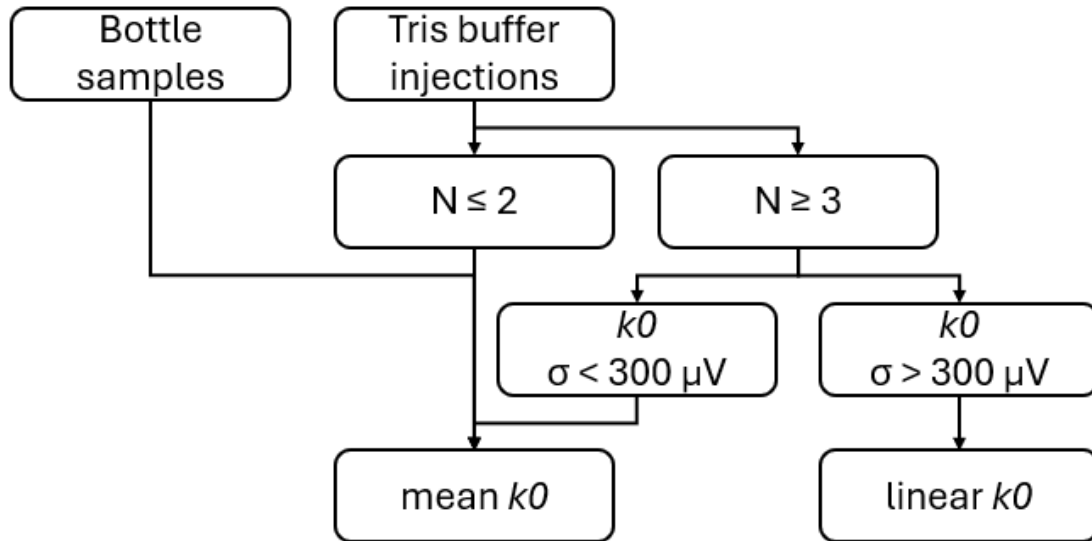 Bottle
samples
Tris buffer
injections
N ≤ 2
N ≥ 3
k0
σ < 300 µV
k0
σ > 300 µV
mean k0
linear k0